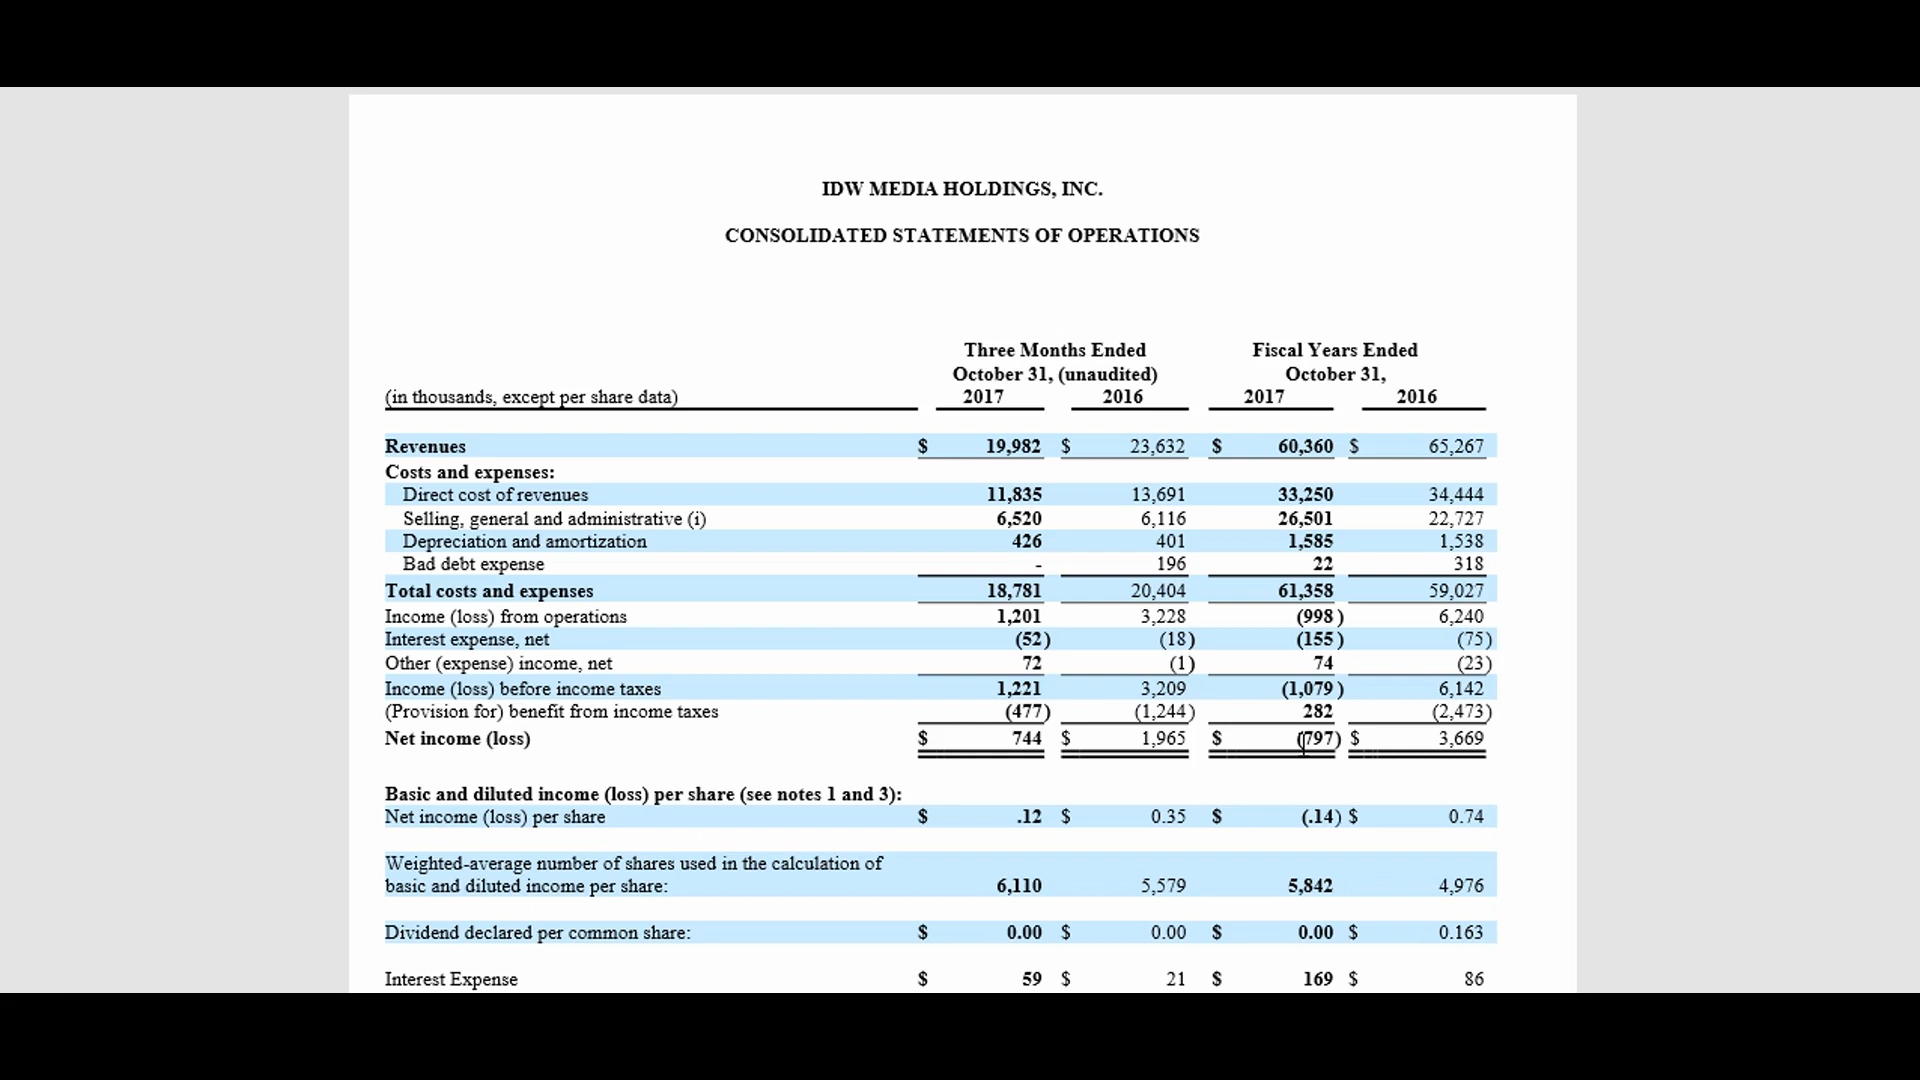 IDW MEDIA HOLDINGS, INC.
CONSOLIDATED STATEMENTS OF OPERATIONS
Three Months Ended Fiscal Years Ended
October 31, (unaudited) October 31,
(in thousands, except per share data) 2017 2016 2017 2016
Revenues $ 19,982 $ 23,632 $ 60,360 $ 65,267
Costs and expenses:
Direct cost of revenues 11,835 13,691 33,250 34,444
Selling, general and administrative (i) 6,520 6,116 26,501 22,727
Depreciation and amortization 426 401 1,585 1,538
Bad debt expense - 196 22 318
Total costs and expenses 18,781 20,404 61,358 59,027
Income (loss) from operations 1,201 3,228 (998) 6,240
Interest expense, net (52) (18) (155) (75)
Other (expense) income, net 72 (1) 74 (23)
Income (loss) before income taxes 1,221 3,209 (1,079) 6,142
(Provision for) benefit from income taxes (477) (1,244) 282 (2,473)
Net income (loss) $ 744 $ 1,965 $ (797) $ 3,669
Basic and diluted income (loss) per share (see notes 1 and 3):
Net income (loss) per share $ .12 $ 0.35 $ (.14) $ 0.74
Weighted-average number of shares used in the calculation of
basic and diluted income per share: 6,110 5,579 5,842 4,976
Dividend declared per common share: $ 0.00 $ 0.00 $ 0.00 $ 0.163
Interest Expense $ 59 $ 21 $ 169 $ 86